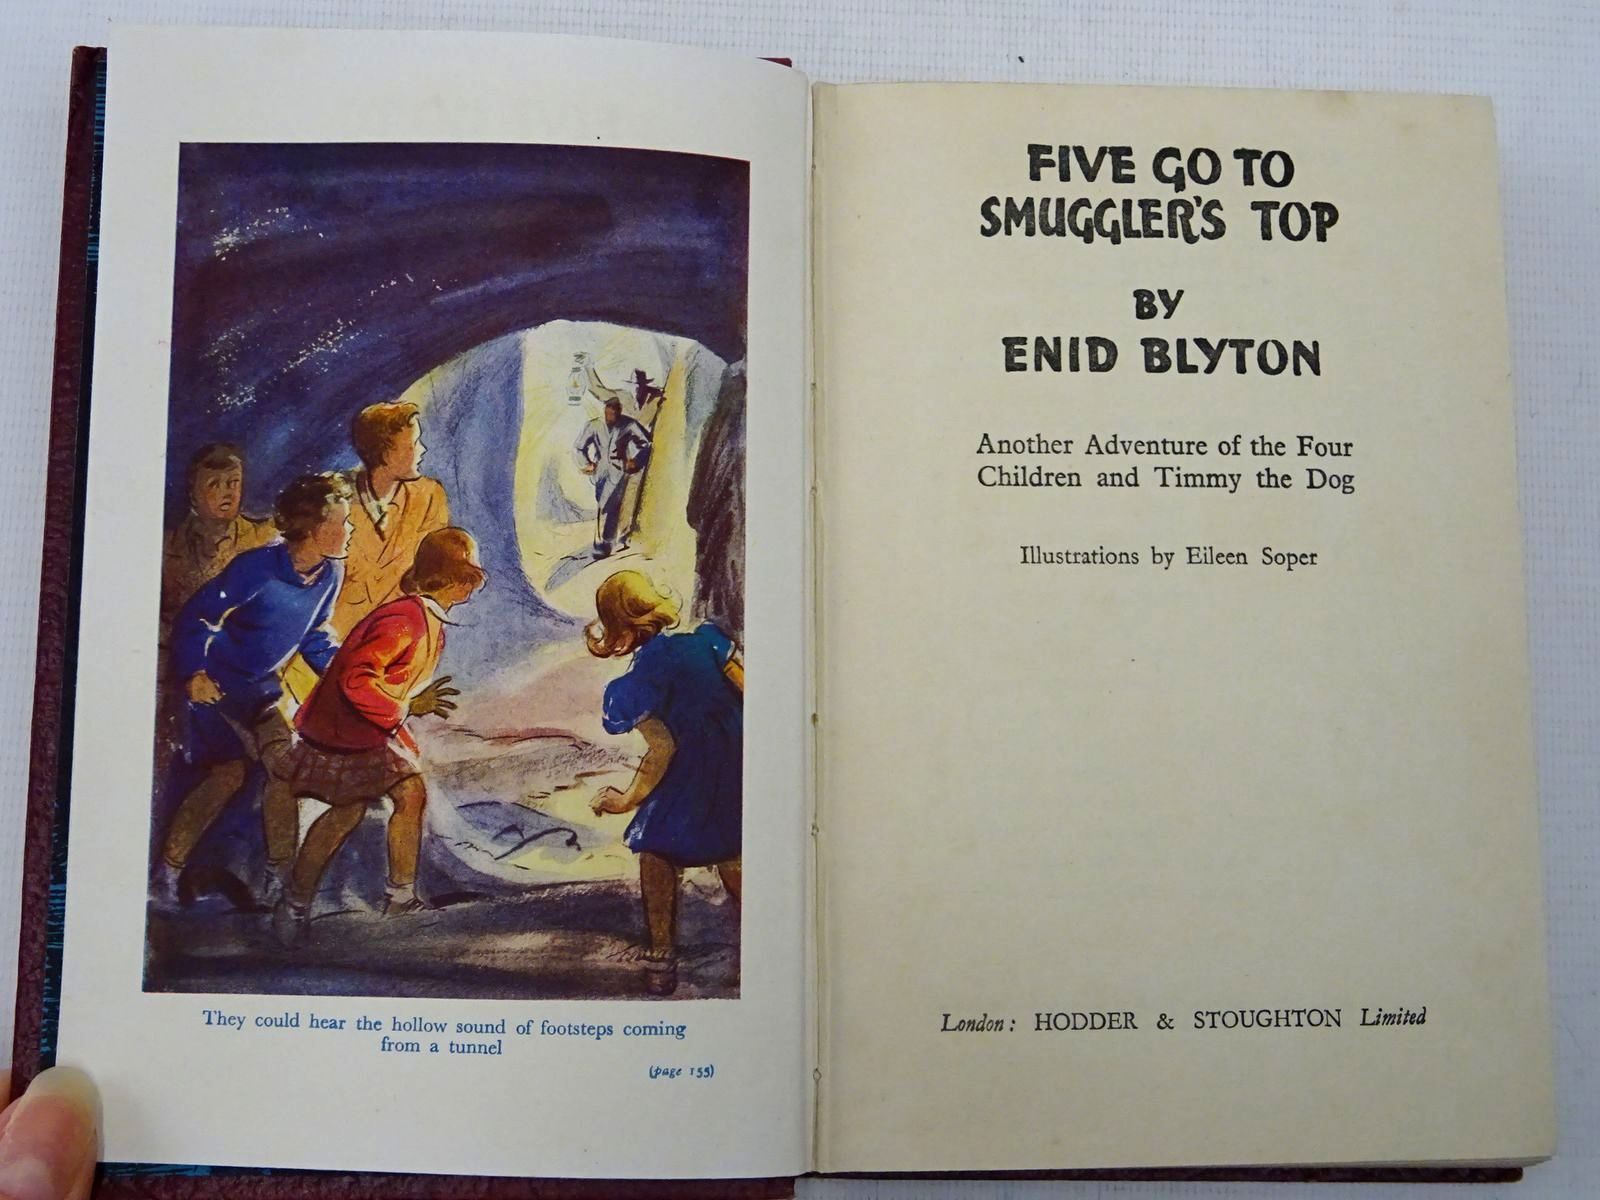 They could hear the hollow sound of footsteps coming
from a tunnel
(page 155)
FIVE GO TO
SMUGGLER'S TOP
BY
ENID BLYTON
Another Adventure of the Four
Children and Timmy the Dog
Illustrations by Eileen Soper
London: HODDER & STOUGHTON Limited